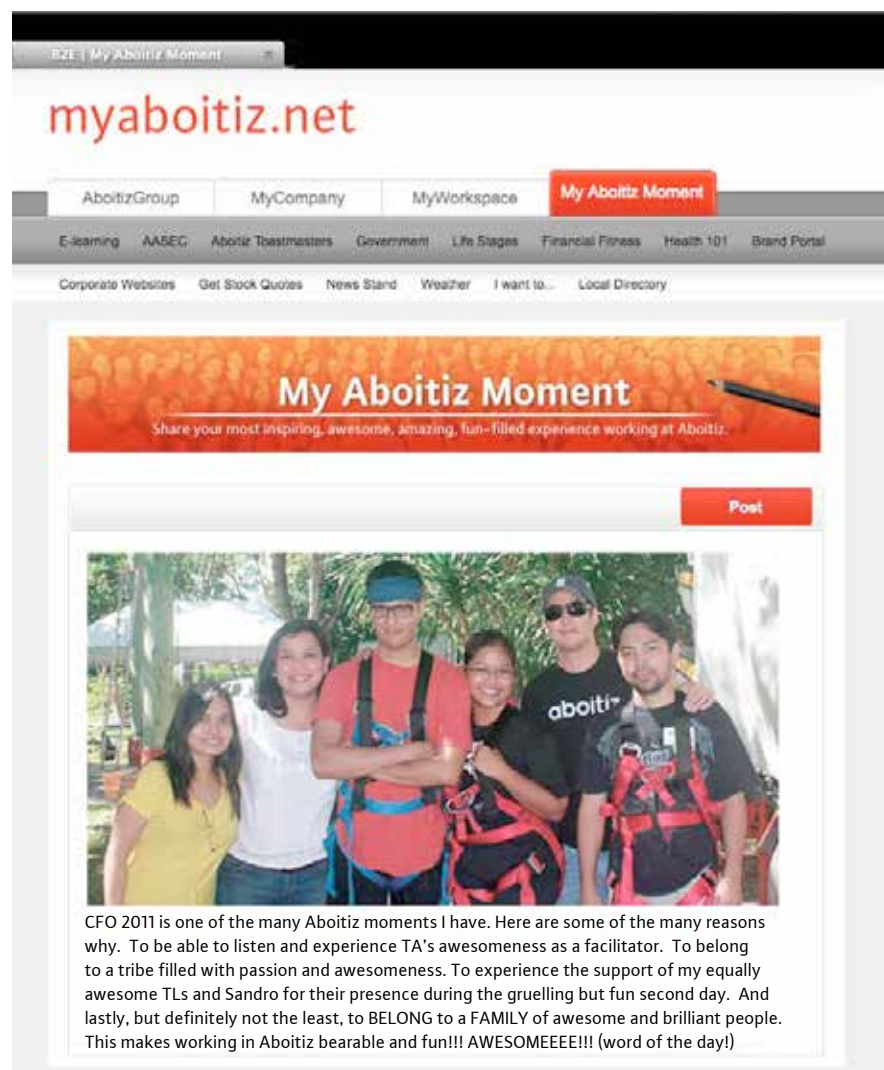 B2E | My Aboitiz Moment
myaboitiz.net
AboitizGroup MyCompany MyWorkspace My Aboitiz Moment
E-learning AASEC Aboitiz Toastmasters Government Life Stages Financial Fitness Health 101 Brand Portal
Corporate Websites Get Stock Quotes News Stand Weather I want to... Local Directory
My Aboitiz Moment
Share your most inspiring, awesome, amazing, fun-filled experience working at Aboitiz.
Post
aboitiz
CFO 2011 is one of the many Aboitiz moments I have. Here are some of the many reasons
why. To be able to listen and experience TA's awesomeness as a facilitator. To belong
to a tribe filled with passion and awesomeness. To experience the support of my equally
awesome TLs and Sandro for their presence during the gruelling but fun second day. And
lastly, but definitely not the least, to BELONG to a FAMILY of awesome and brilliant people.
This makes working in Aboitiz bearable and fun!!! AWESOMEEEE!!! (word of the day!)